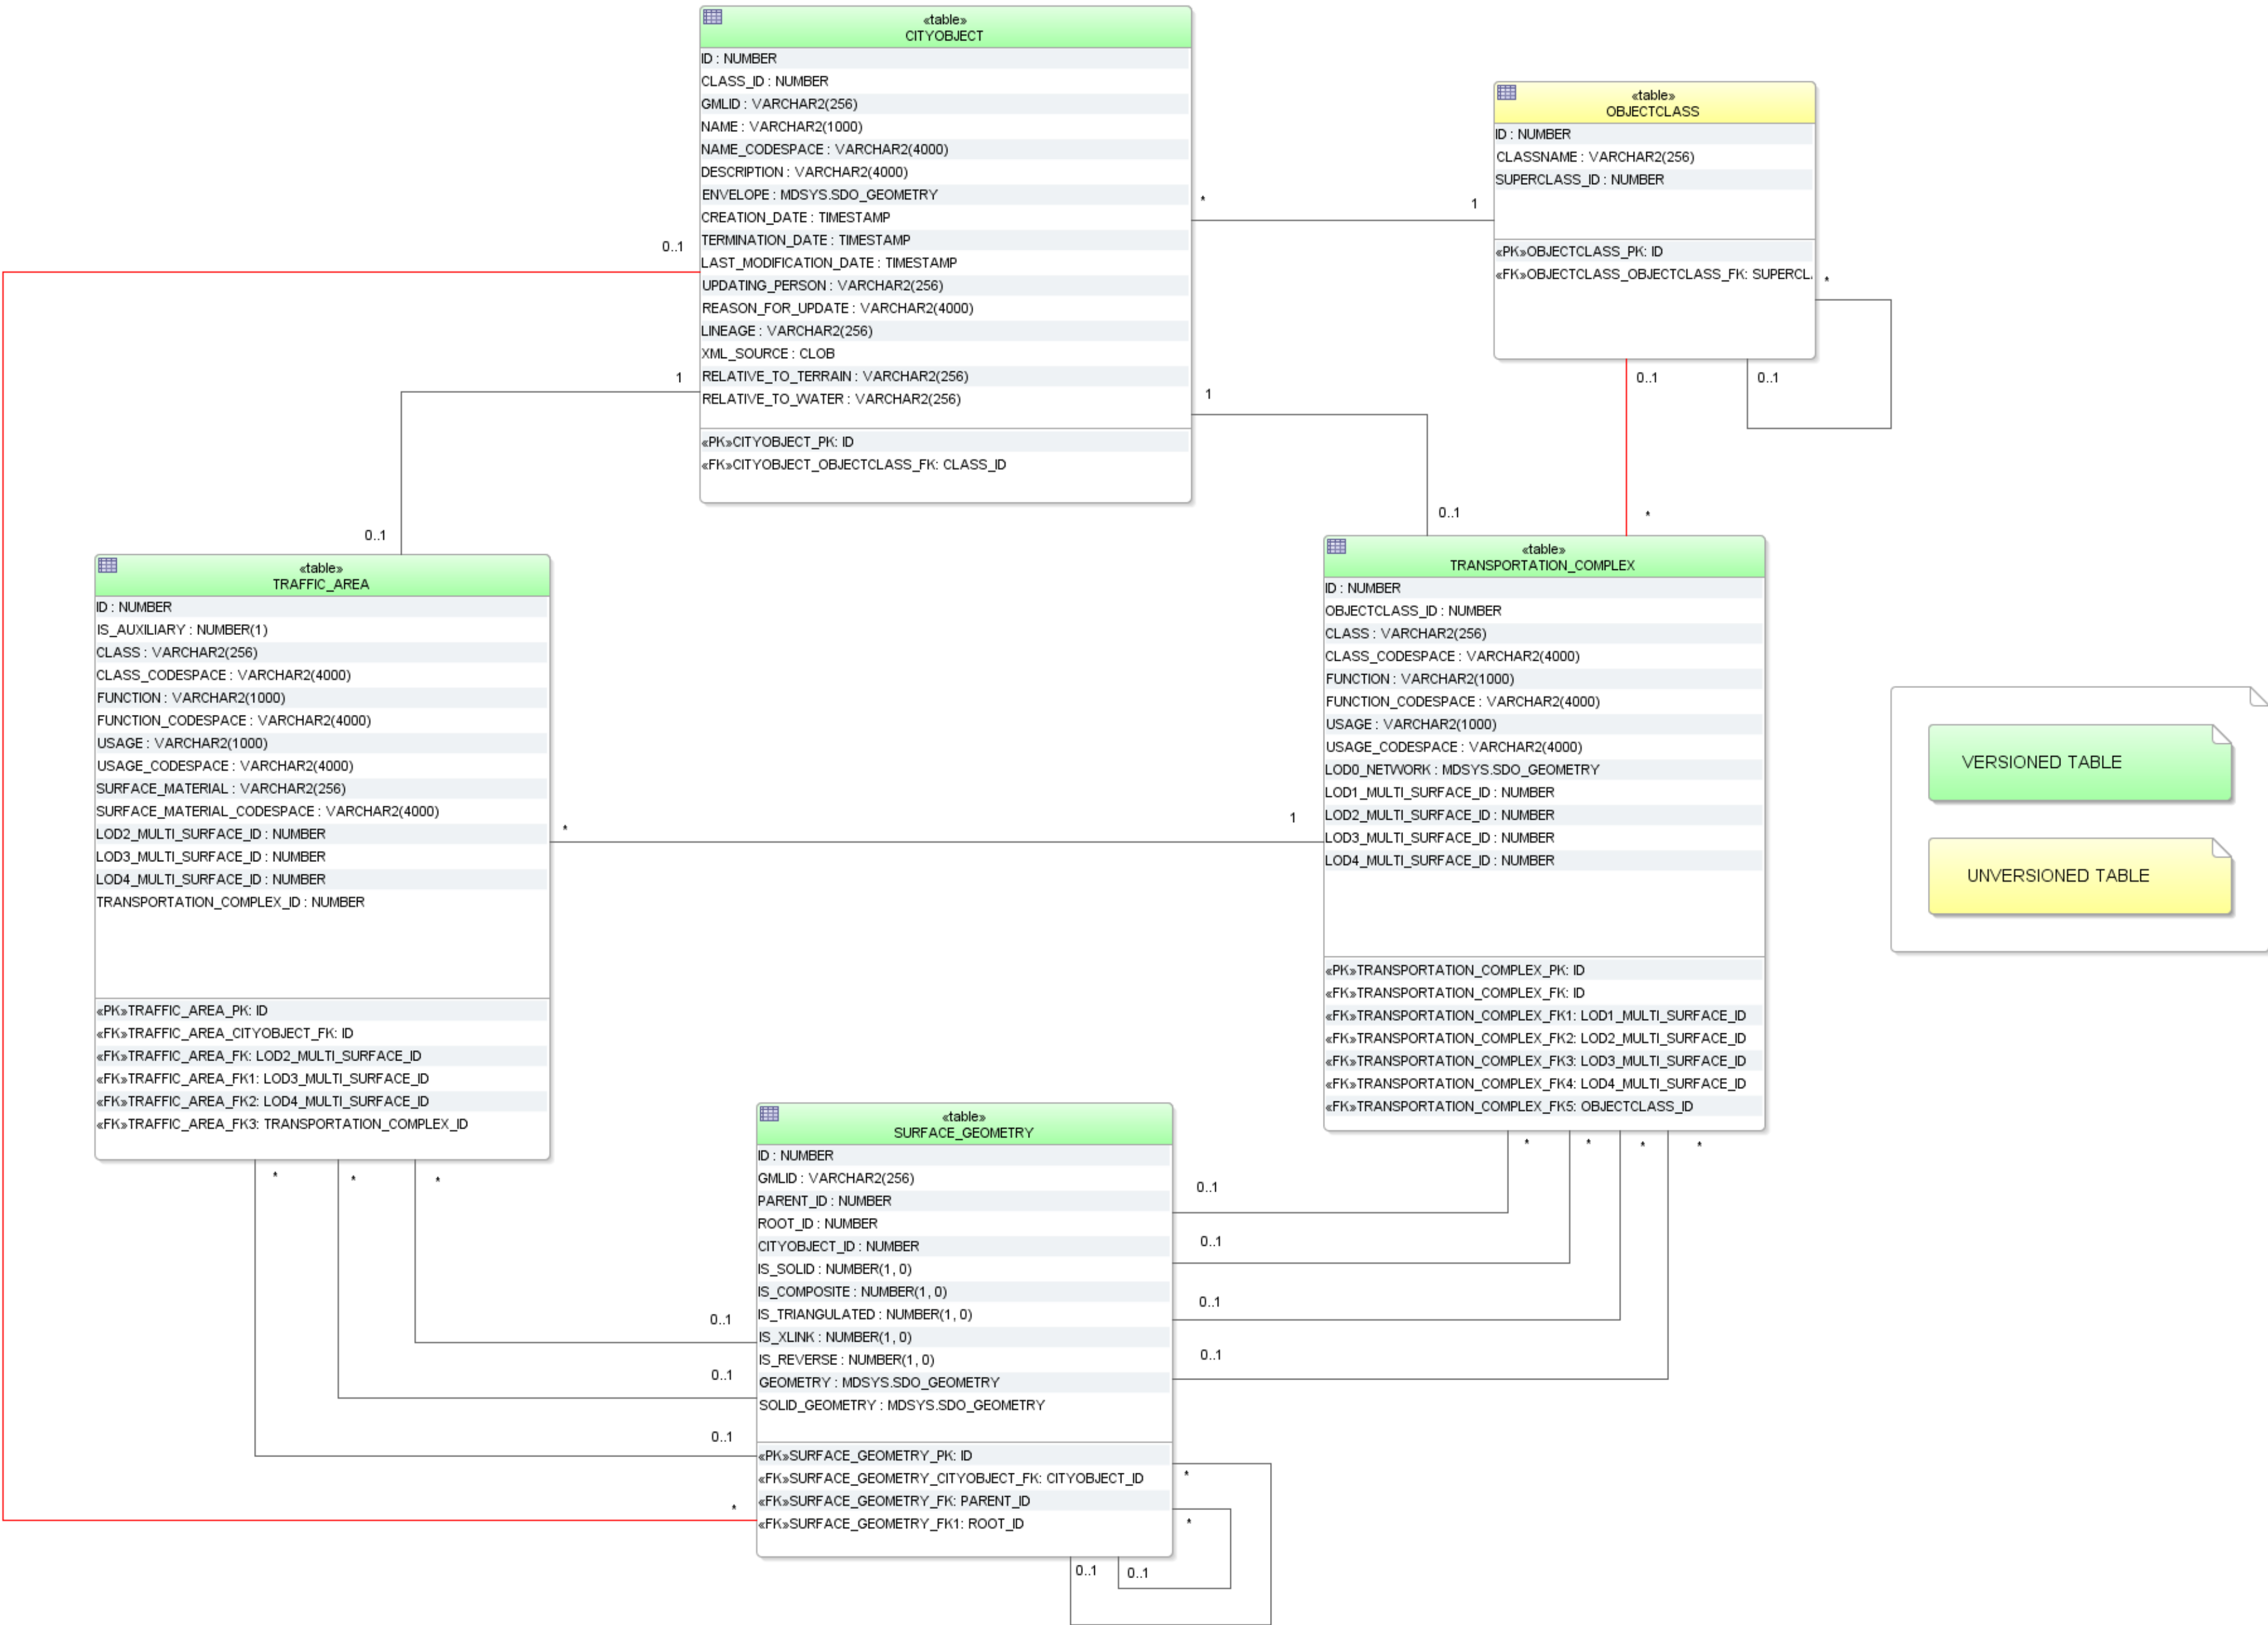 «table»
CITYOBJECT
ID : NUMBER
CLASS_ID : NUMBER
GMLID : VARCHAR2(256)
NAME : VARCHAR2(1000)
NAME_CODESPACE : VARCHAR2(4000)
DESCRIPTION : VARCHAR2(4000)
ENVELOPE : MDSYS.SDO_GEOMETRY
CREATION_DATE : TIMESTAMP
TERMINATION_DATE : TIMESTAMP
LAST_MODIFICATION_DATE : TIMESTAMP
UPDATING_PERSON : VARCHAR2(256)
REASON_FOR_UPDATE : VARCHAR2(4000)
LINEAGE : VARCHAR2(256)
XML_SOURCE : CLOB
RELATIVE_TO_TERRAIN : VARCHAR2(256)
RELATIVE_TO_WATER : VARCHAR2(256)
«PK»CITYOBJECT_PK: ID
«FK»CITYOBJECT_OBJECTCLASS_FK: CLASS_ID
0..1
1
*
1
1
0..1
0..1
«table»
OBJECTCLASS
ID : NUMBER
CLASSNAME : VARCHAR2(256)
SUPERCLASS_ID : NUMBER
«PK»OBJECTCLASS_PK: ID
«FK»OBJECTCLASS_OBJECTCLASS_FK: SUPERCL.
*
0..1
0..1
*
«table»
TRAFFIC_AREA
ID : NUMBER
IS_AUXILIARY : NUMBER(1)
CLASS : VARCHAR2(256)
CLASS_CODESPACE : VARCHAR2(4000)
FUNCTION : VARCHAR2(1000)
FUNCTION_CODESPACE : VARCHAR2(4000)
USAGE : VARCHAR2(1000)
USAGE_CODESPACE : VARCHAR2(4000)
SURFACE_MATERIAL : VARCHAR2(256)
SURFACE_MATERIAL_CODESPACE : VARCHAR2(4000)
LOD2_MULTI_SURFACE_ID : NUMBER
LOD3_MULTI_SURFACE_ID : NUMBER
LOD4_MULTI_SURFACE_ID : NUMBER
TRANSPORTATION_COMPLEX_ID : NUMBER
«PK»TRAFFIC_AREA_PK: ID
«FK»TRAFFIC_AREA_CITYOBJECT_FK: ID
«FK»TRAFFIC_AREA_FK: LOD2_MULTI_SURFACE_ID
«FK»TRAFFIC_AREA_FK1: LOD3_MULTI_SURFACE_ID
«FK»TRAFFIC_AREA_FK2: LOD4_MULTI_SURFACE_ID
«FK»TRAFFIC_AREA_FK3: TRANSPORTATION_COMPLEX_ID
*
1
*
*
*
«table»
TRANSPORTATION_COMPLEX
ID : NUMBER
OBJECTCLASS_ID : NUMBER
CLASS : VARCHAR2(256)
CLASS_CODESPACE : VARCHAR2(4000)
FUNCTION : VARCHAR2(1000)
FUNCTION_CODESPACE : VARCHAR2(4000)
USAGE : VARCHAR2(1000)
USAGE_CODESPACE : VARCHAR2(4000)
LOD0_NETWORK : MDSYS.SDO_GEOMETRY
LOD1_MULTI_SURFACE_ID : NUMBER
LOD2_MULTI_SURFACE_ID : NUMBER
LOD3_MULTI_SURFACE_ID : NUMBER
LOD4_MULTI_SURFACE_ID : NUMBER
«PK»TRANSPORTATION_COMPLEX_PK: ID
«FK»TRANSPORTATION_COMPLEX_FK: ID
«FK»TRANSPORTATION_COMPLEX_FK1: LOD1_MULTI_SURFACE_ID
«FK»TRANSPORTATION_COMPLEX_FK2: LOD2_MULTI_SURFACE_ID
«FK»TRANSPORTATION_COMPLEX_FK3: LOD3_MULTI_SURFACE_ID
«FK»TRANSPORTATION_COMPLEX_FK4: LOD4_MULTI_SURFACE_ID
«FK»TRANSPORTATION_COMPLEX_FK5: OBJECTCLASS_ID
*
*
*
*
VERSIONED TABLE
UNVERSIONED TABLE
«table»
SURFACE_GEOMETRY
ID : NUMBER
GMLID : VARCHAR2(256)
PARENT_ID : NUMBER
ROOT_ID : NUMBER
CITYOBJECT_ID : NUMBER
IS_SOLID : NUMBER(1, 0)
IS_COMPOSITE : NUMBER(1, 0)
IS_TRIANGULATED : NUMBER(1, 0)
IS_XLINK : NUMBER(1, 0)
IS_REVERSE : NUMBER(1, 0)
GEOMETRY : MDSYS.SDO_GEOMETRY
SOLID_GEOMETRY : MDSYS.SDO_GEOMETRY
«PK»SURFACE_GEOMETRY_PK: ID
«FK»SURFACE_GEOMETRY_CITYOBJECT_FK: CITYOBJECT_ID
«FK»SURFACE_GEOMETRY_FK: PARENT_ID
«FK»SURFACE_GEOMETRY_FK1: ROOT_ID
0..1
0..1
0..1
0..1
0..1
0..1
0..1
*
*
*
0..1
0..1